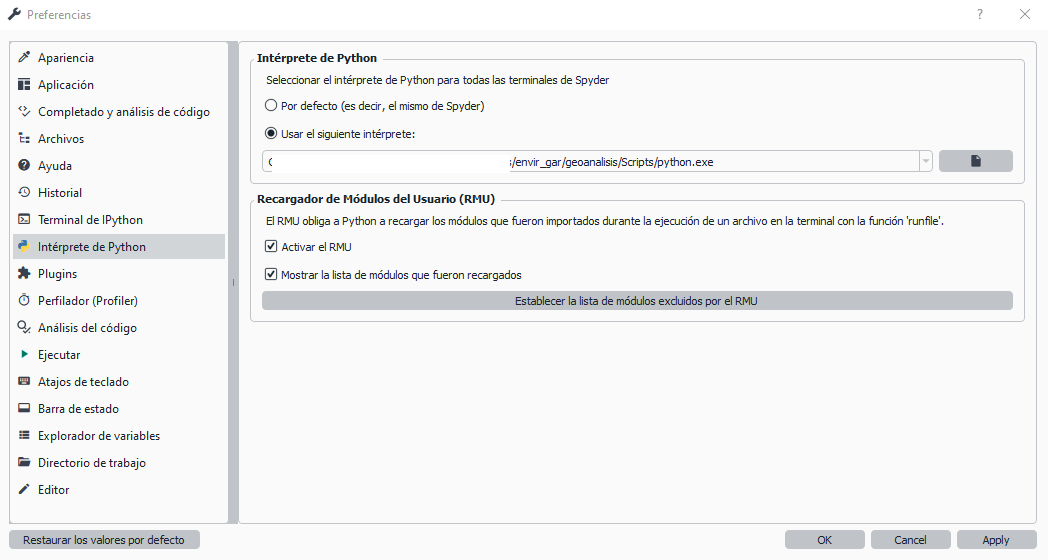 Preferencias
Apariencia
Aplicación
Completado y análisis de código
Archivos
Ayuda
Historial
Terminal de IPython
Intérprete de Python
Plugins
Perfilador (Profiler)
Análisis del código
Ejecutar
Atajos de teclado
Barra de estado
Explorador de variables
Directorio de trabajo
Editor
Intérprete de Python
Seleccionar el intérprete de Python para todas las terminales de Spyder
Por defecto (es decir, el mismo de Spyder)
Usar el siguiente intérprete:
s/envir_gar/geoanalisis/Scripts/python.exe
Recargador de Módulos del Usuario (RMU)
El RMU obliga a Python a recargar los módulos que fueron importados durante la ejecución de un archivo en la terminal con la función 'runfile'.
Activar el RMU
Mostrar la lista de módulos que fueron recargados
Establecer la lista de módulos excluidos por el RMU
Restaurar los valores por defecto
OK
Cancel
Apply